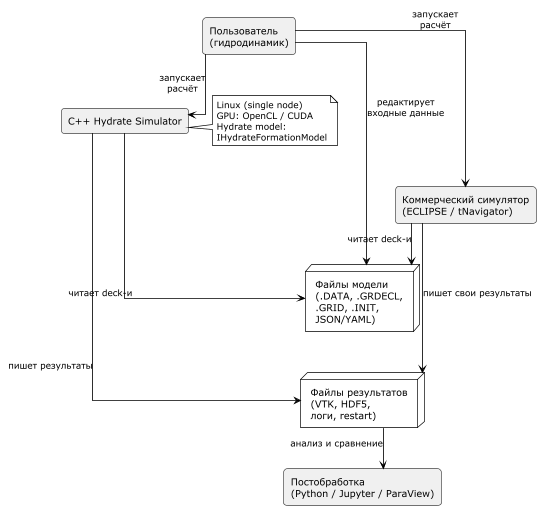 запускает
расчёт
Пользователь
(гидродинамик)
запускает
расчёт
Linux (single node)
GPU: OpenCL / CUDA
Hydrate model:
IHydrateFormationModel
редактирует
входные данные
C++ Hydrate Simulator
Коммерческий симулятор
(ECLIPSE / tNavigator)
читает deck-и
Файлы модели
(.DATA, .GRDECL,
.GRID, .INIT,
JSON/YAML)
читает deck-и
пишет свои результаты
пишет результаты
Файлы результатов
(VTK, HDF5,
логи, restart)
анализ и сравнение
Постобработка
(Python / Jupyter / ParaView)